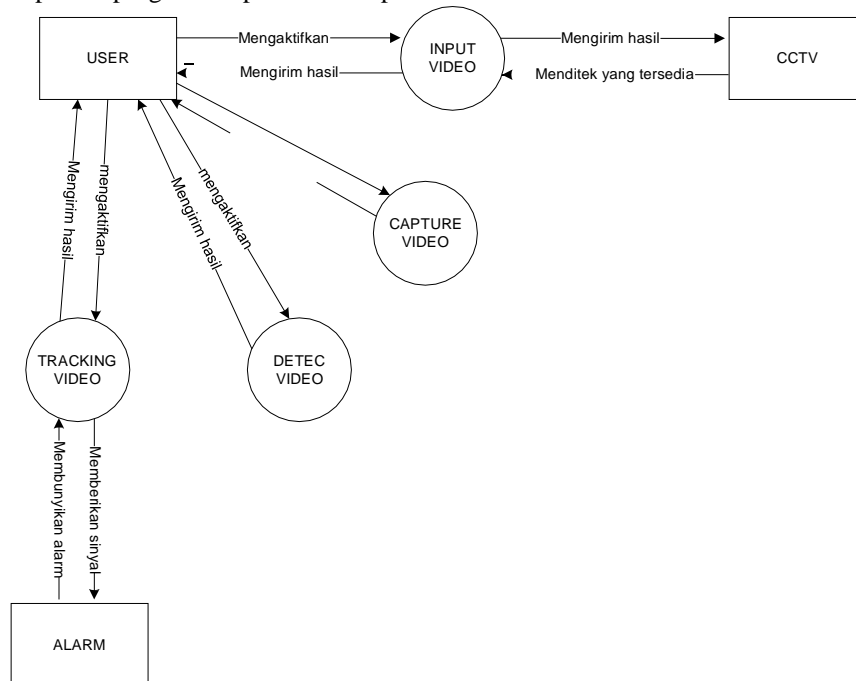 USER
Mengaktifkan
INPUT
VIDEO
Mengirim hasil
CCTV
Mengirim hasil
Menditek yang tersedia
Mengirim hasil
mengaktifkan
Mengirim hasil
mengaktifkan
CAPTURE
VIDEO
TRACKING
VIDEO
DETEC
VIDEO
Membunyikan alarm
Memberikan sinyal
ALARM